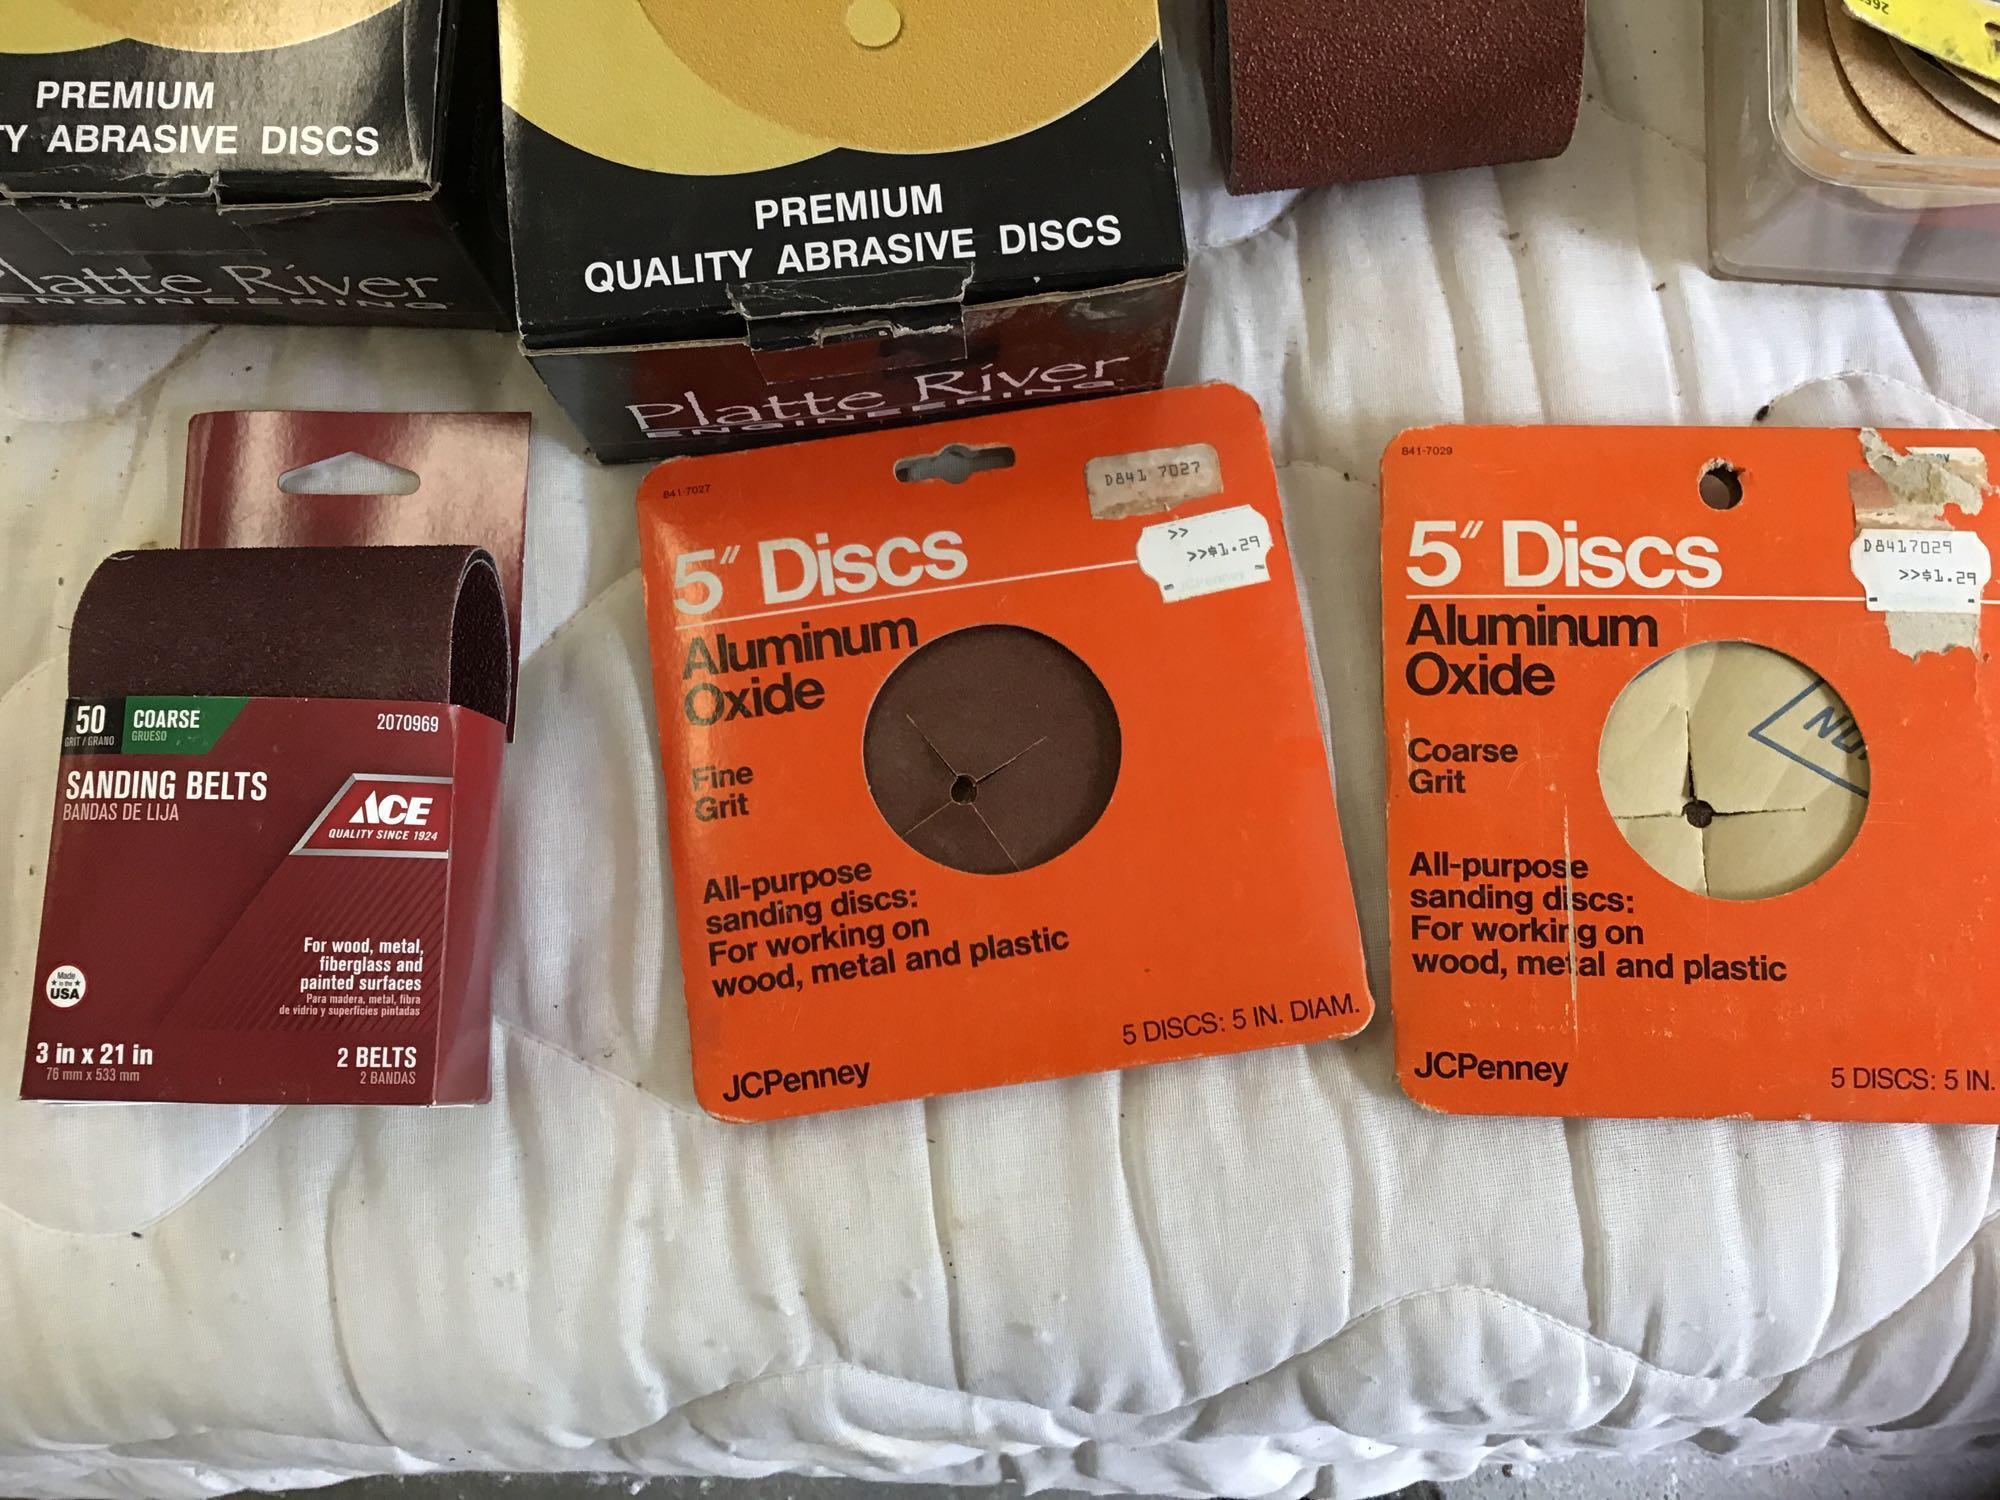 PREMIUM
ABRASIVE DISCS
Platte River
ENGINEERING
PREMIUM
QUALITY ABRASIVE DISCS
Platte River
ENGINEERING
50
GRIT / GRANO
COARSE
GRUESO
2070969
SANDING BELTS
BANDAS DE LIJA
ACE
QUALITY SINCE 1924
For wood, metal,
fiberglass and
painted surfaces
Para madera, metal, fibra
de vidrio y superficies pintadas
Made
in the
USA
3 in x 21 in
76 mm x 533 mm
2 BELTS
2 BANDAS
841-7027
D841 7027
>>
>>$1.29
JCPenney
5" Discs
Aluminum
Oxide
Fine
Grit
All-purpose
sanding discs:
For working on
wood, metal and plastic
5 DISCS: 5 IN. DIAM.
JCPenney
841-7029
D8417029
>>$1.29
5" Discs
Aluminum
Oxide
Coarse
Grit
All-purpose
sanding discs:
For working on
wood, metal and plastic
JCPenney
5 DISCS: 5 IN.